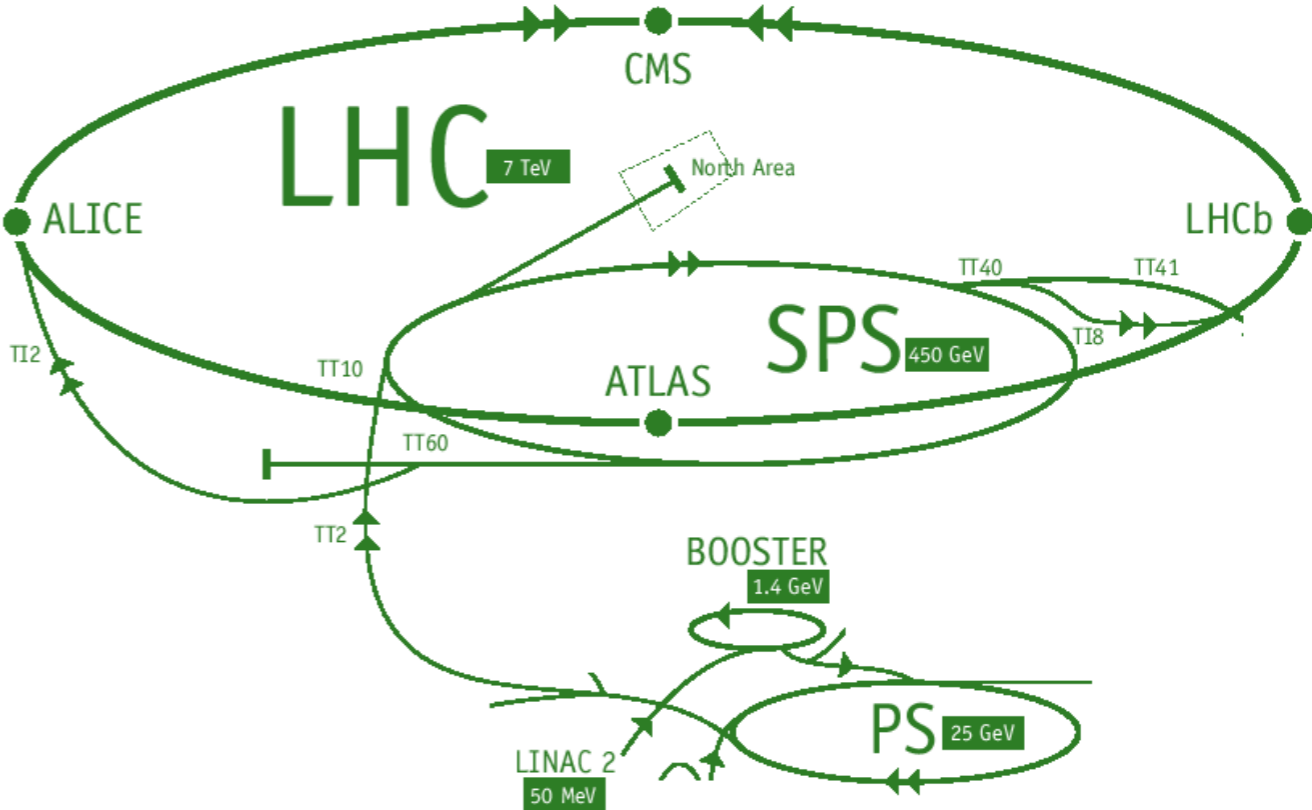 CMS
LHC 7 TeV
North Area
ALICE
LHCb
TT40
TT41
SPS 450 GeV
TI8
TI2
TT10
ATLAS
TT60
TT2
BOOSTER
1.4 GeV
PS 25 GeV
LINAC 2
50 MeV